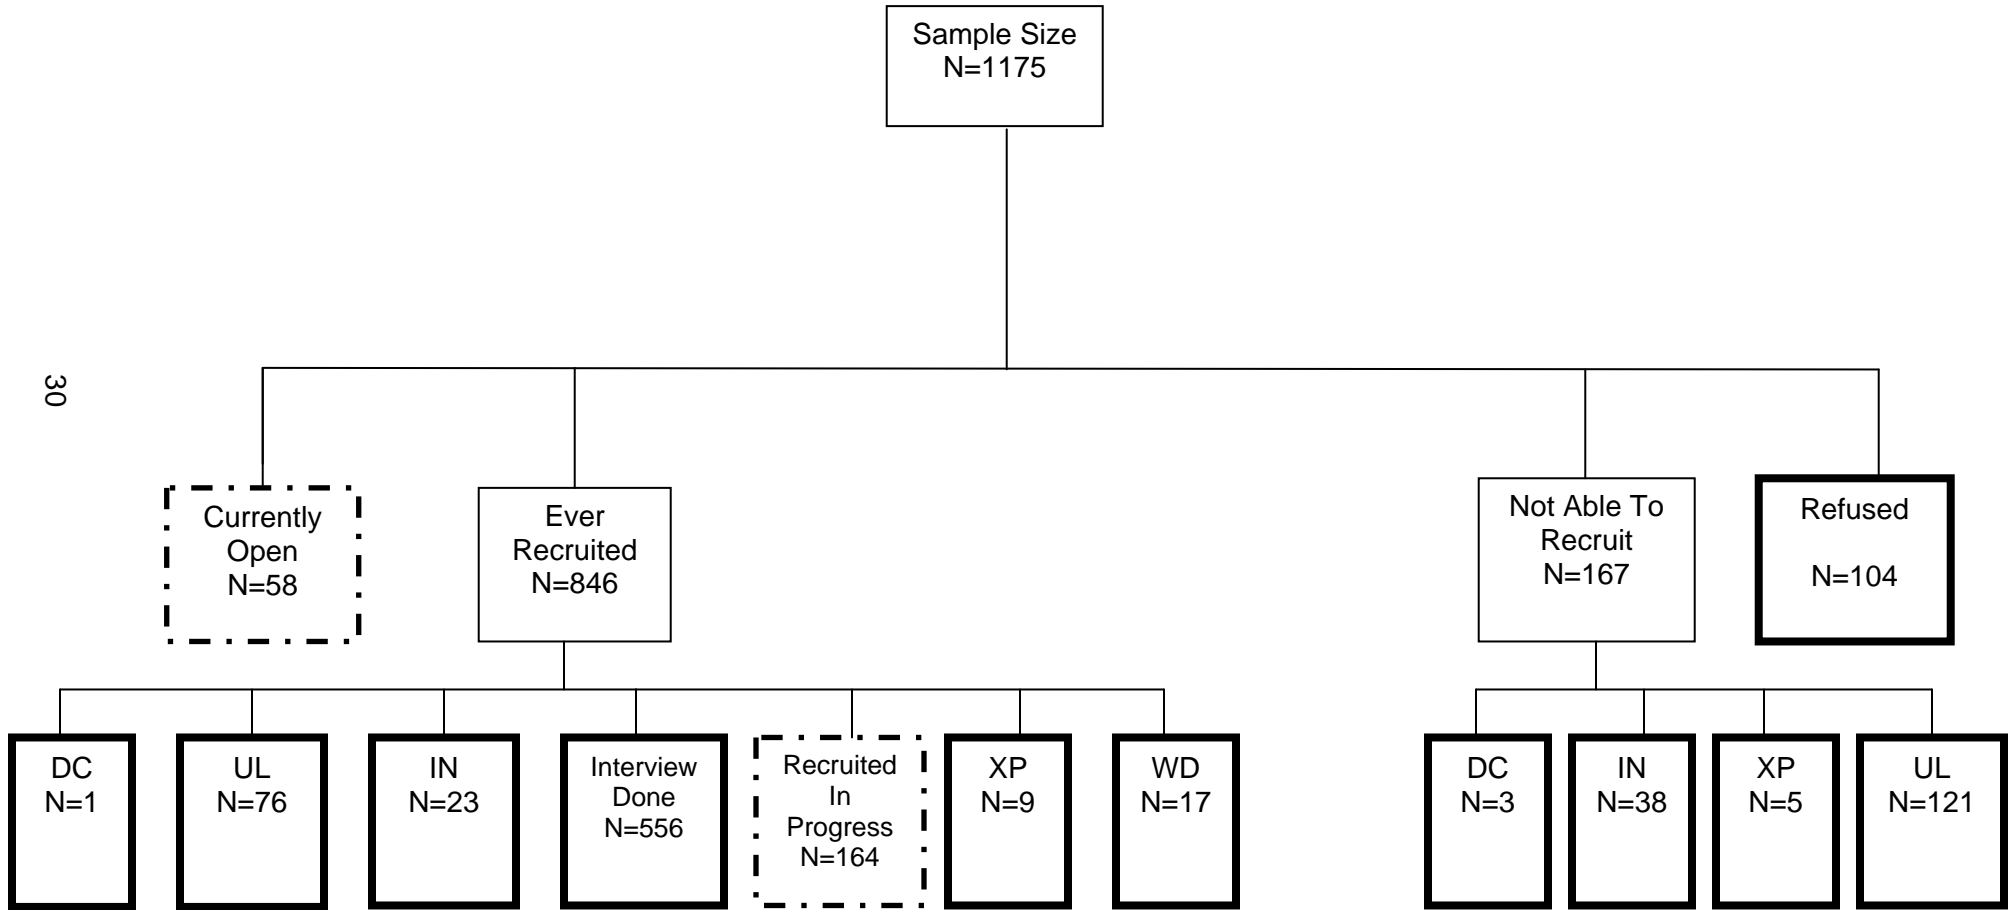 Sample Size
N=1175
30
Currently
Open
N=58
Ever
Recruited
N=846
Not Able To
Recruit
N=167
Refused
N=104
DC
N=1
UL
N=76
IN
N=23
Interview
Done
N=556
Recruited
In
Progress
N=164
XP
N=9
WD
N=17
DC
N=3
IN
N=38
XP
N=5
UL
N=121